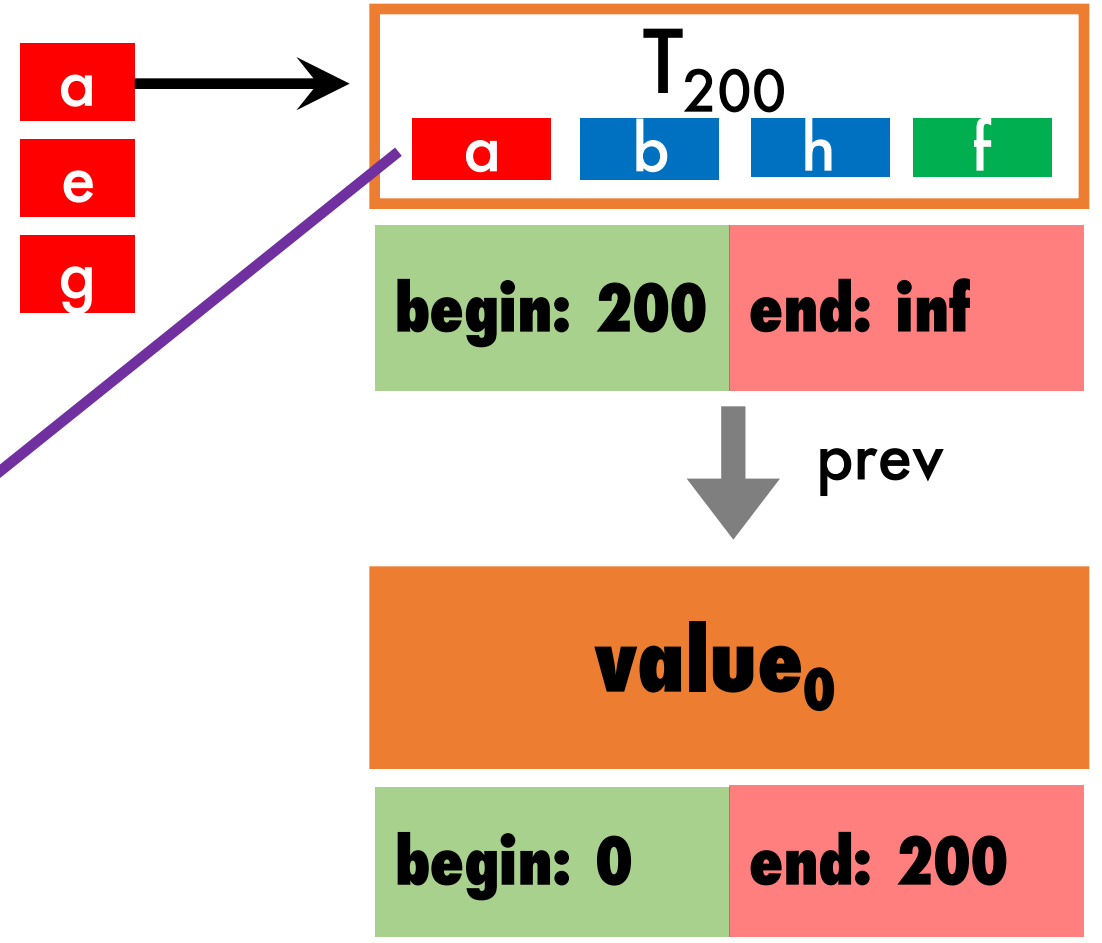 a
e
g
T₂₀₀
a b h f
begin: 200 end: inf
prev
value₀
begin: 0 end: 200